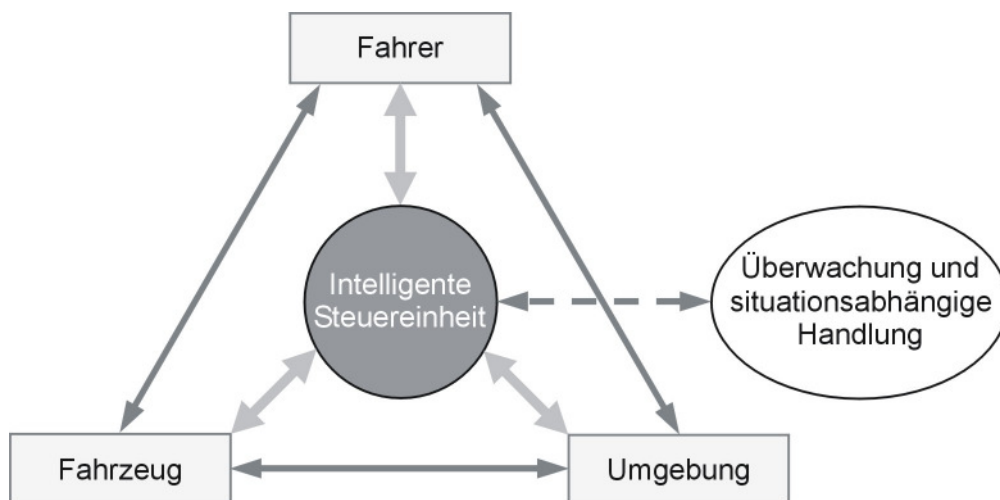 Fahrer
Intelligente
Steuereinheit
Überwachung und
situationsabhängige
Handlung
Fahrzeug
Umgebung